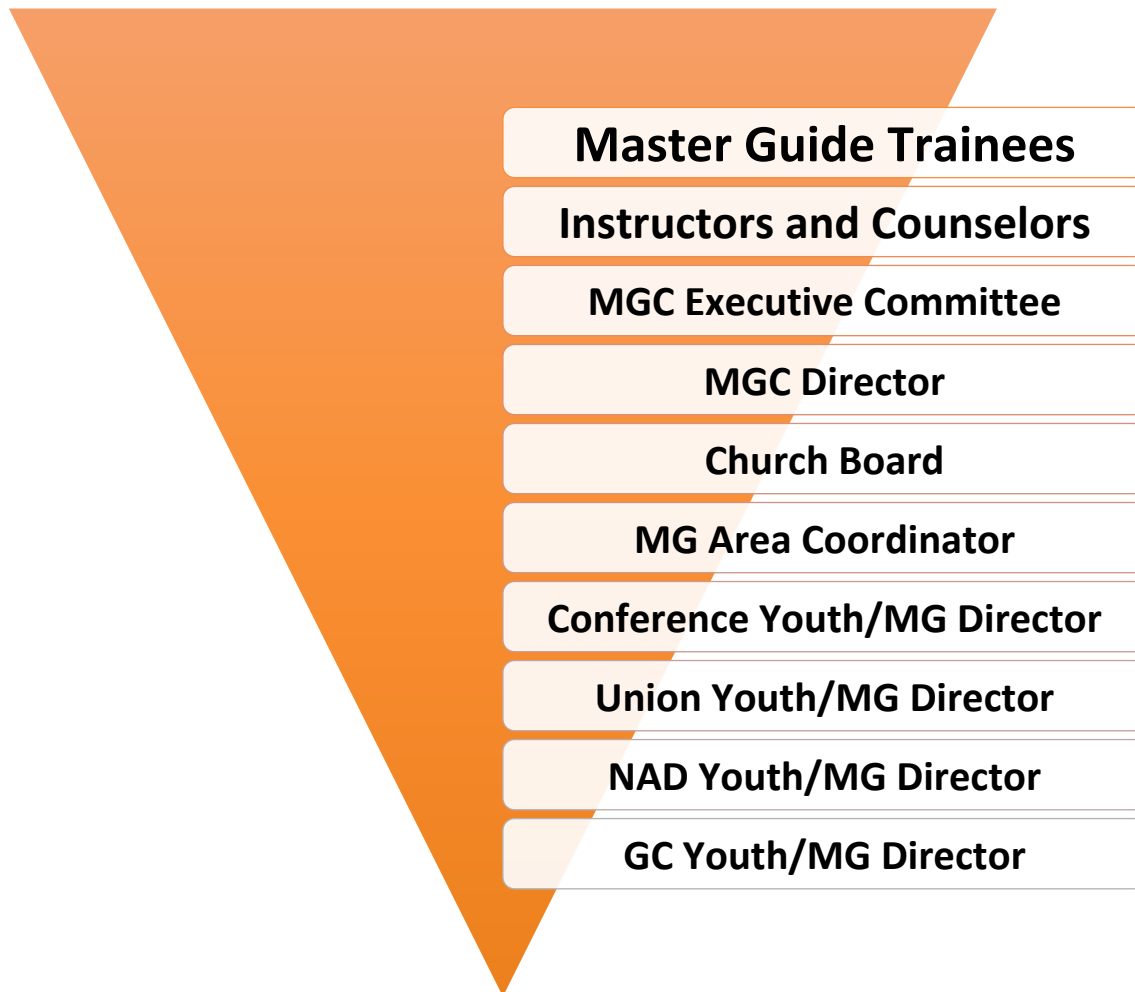 Master Guide Trainees
Instructors and Counselors
MGC Executive Committee
MGC Director
Church Board
MG Area Coordinator
Conference Youth/MG Director
Union Youth/MG Director
NAD Youth/MG Director
GC Youth/MG Director